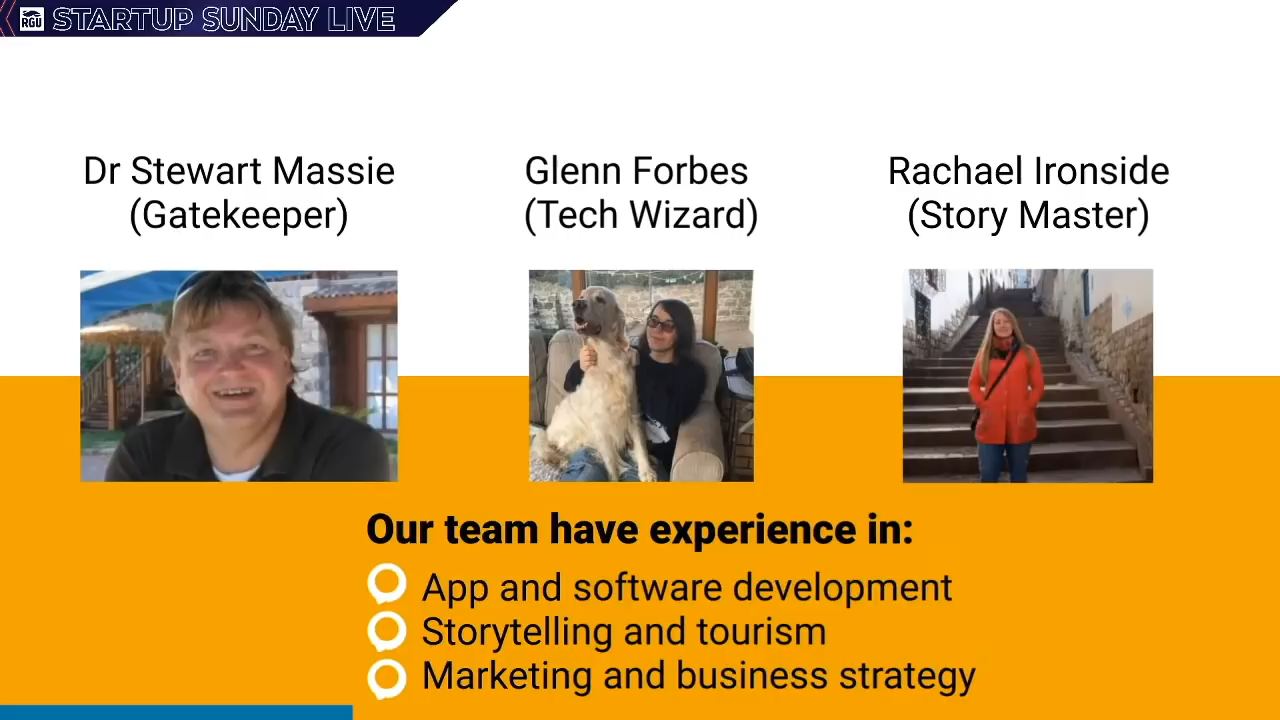 RGU STARTUP SUNDAY LIVE
Dr Stewart Massie
(Gatekeeper)
Glenn Forbes
(Tech Wizard)
Rachael Ironside
(Story Master)
Our team have experience in:
App and software development
Storytelling and tourism
Marketing and business strategy